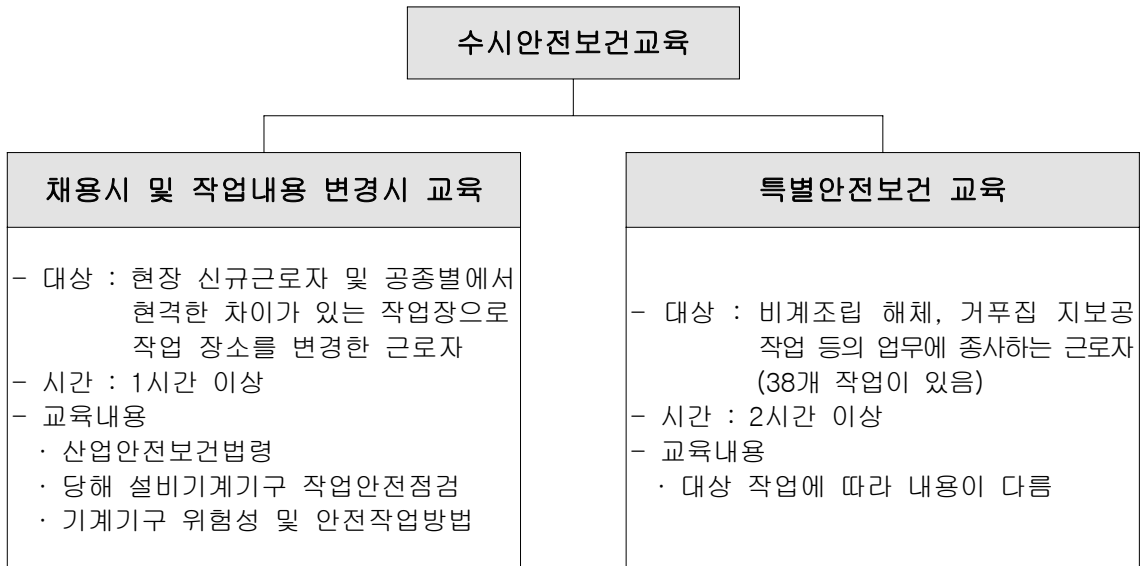 수시안전보건교육
채용시 및 작업내용 변경시 교육
- 대상 : 현장 신규근로자 및 공종별에서
현격한 차이가 있는 작업장으로
작업 장소를 변경한 근로자
- 시간 : 1시간 이상
- 교육내용
· 산업안전보건법령
· 당해 설비기계기구 작업안전점검
· 기계기구 위험성 및 안전작업방법
특별안전보건 교육
- 대상 : 비계조립 해체, 거푸집 지보공
작업 등의 업무에 종사하는 근로자
(38개 작업이 있음)
- 시간 : 2시간 이상
- 교육내용
· 대상 작업에 따라 내용이 다름